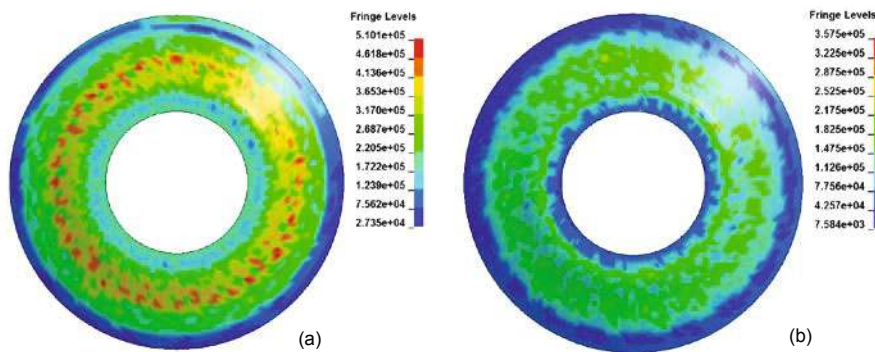 Fringe Levels
5.101e+05
4.618e+05
4.136e+05
3.653e+05
3.170e+05
2.687e+05
2.205e+05
1.722e+05
1.239e+05
7.562e+04
2.735e+04
(a)
Fringe Levels
3.575e+05
3.225e+05
2.875e+05
2.525e+05
2.175e+05
1.825e+05
1.475e+05
1.126e+05
7.756e+04
4.257e+04
7.584e+03
(b)